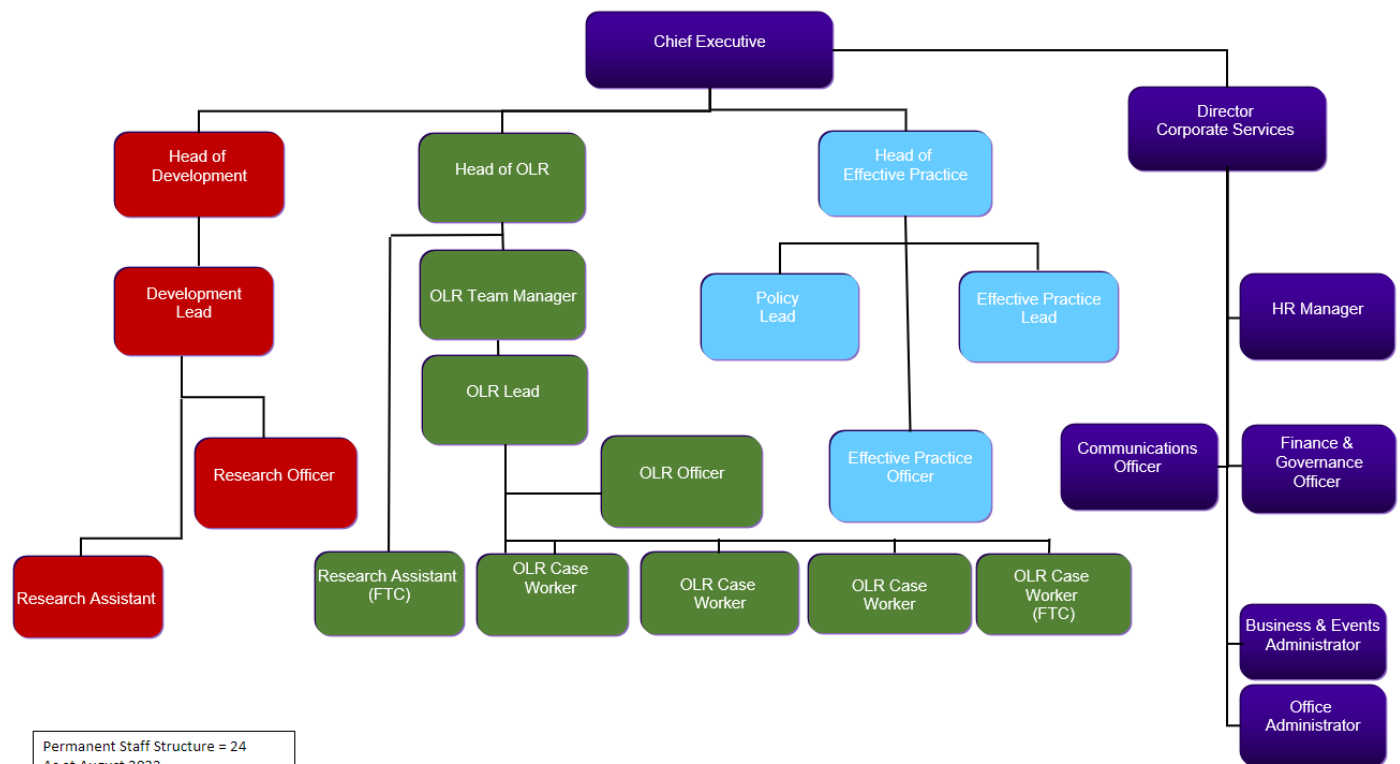 Chief Executive
Director
Corporate Services
Head of
Development
Head of OLR
Head of
Effective Practice
Development
Lead
OLR Team Manager
Policy
Lead
Effective Practice
Lead
HR Manager
OLR Lead
Research Officer
OLR Officer
Effective Practice
Officer
Communications
Officer
Finance &
Governance
Officer
Research Assistant
Research Assistant
(FTC)
OLR Case
Worker
OLR Case
Worker
OLR Case
Worker
OLR Case
Worker
(FTC)
Business & Events
Administrator
Office
Administrator
Permanent Staff Structure = 24
As at August